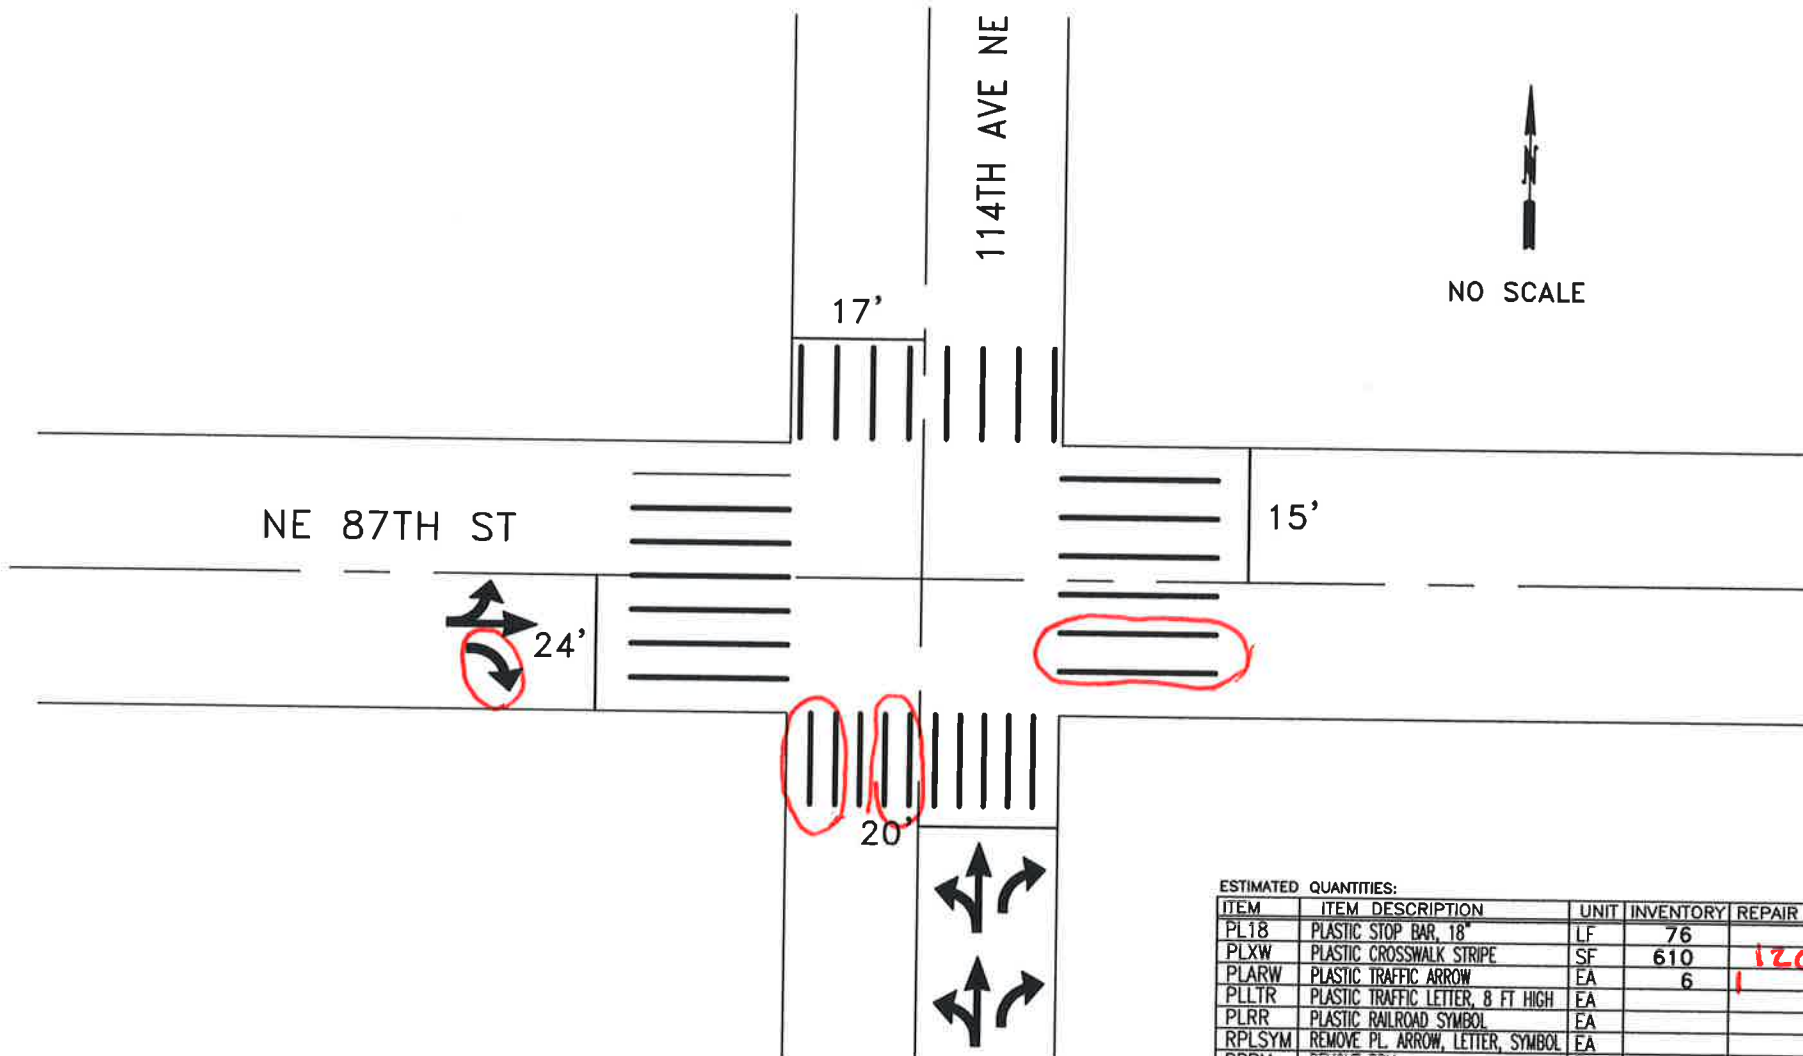 114TH AVE NE
N
NO SCALE
17'
NE 87TH ST
15'
24'
20'
ESTIMATED QUANTITIES:
ITEM ITEM DESCRIPTION UNIT INVENTORY REPAIR
PL18 PLASTIC STOP BAR, 18" LF 76
PLXW PLASTIC CROSSWALK STRIPE SF 610 120
PLARW PLASTIC TRAFFIC ARROW EA 6 1
PLLTR PLASTIC TRAFFIC LETTER, 8 FT HIGH EA
PLRR PLASTIC RAILROAD SYMBOL EA
RPLSYM REMOVE PL. ARROW, LETTER, SYMBOL EA